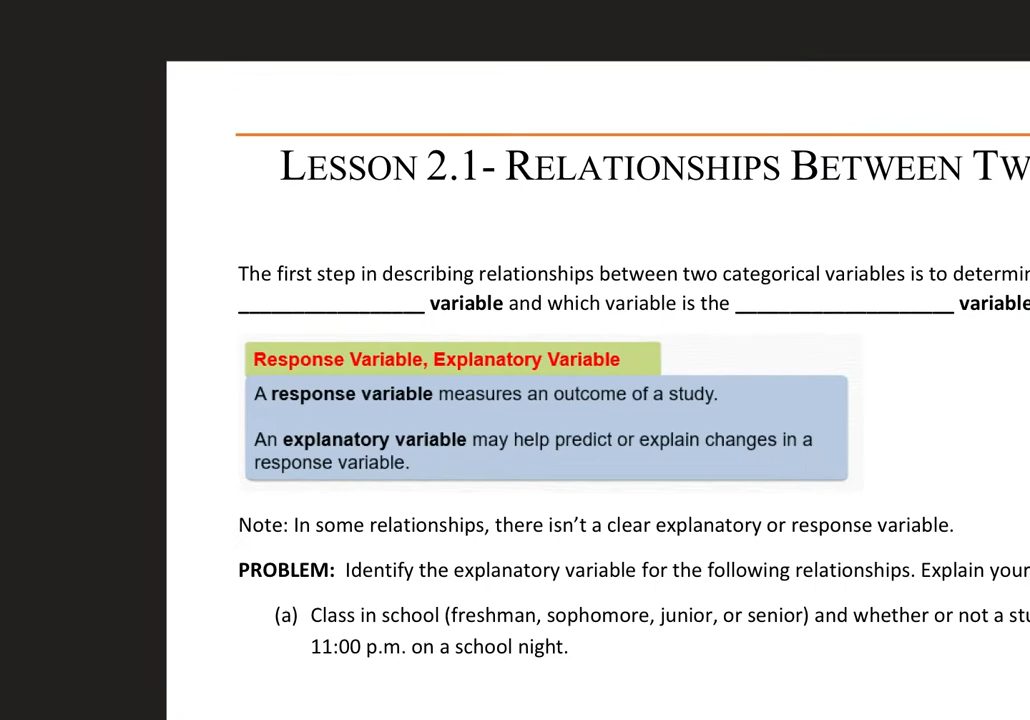 LESSON 2.1- RELATIONSHIPS BETWEEN TW
The first step in describing relationships between two categorical variables is to determin
_________________ variable and which variable is the ____________________ variable
Response Variable, Explanatory Variable
A response variable measures an outcome of a study.
An explanatory variable may help predict or explain changes in a
response variable.
Note: In some relationships, there isn’t a clear explanatory or response variable.
PROBLEM: Identify the explanatory variable for the following relationships. Explain your
(a) Class in school (freshman, sophomore, junior, or senior) and whether or not a stu
11:00 p.m. on a school night.